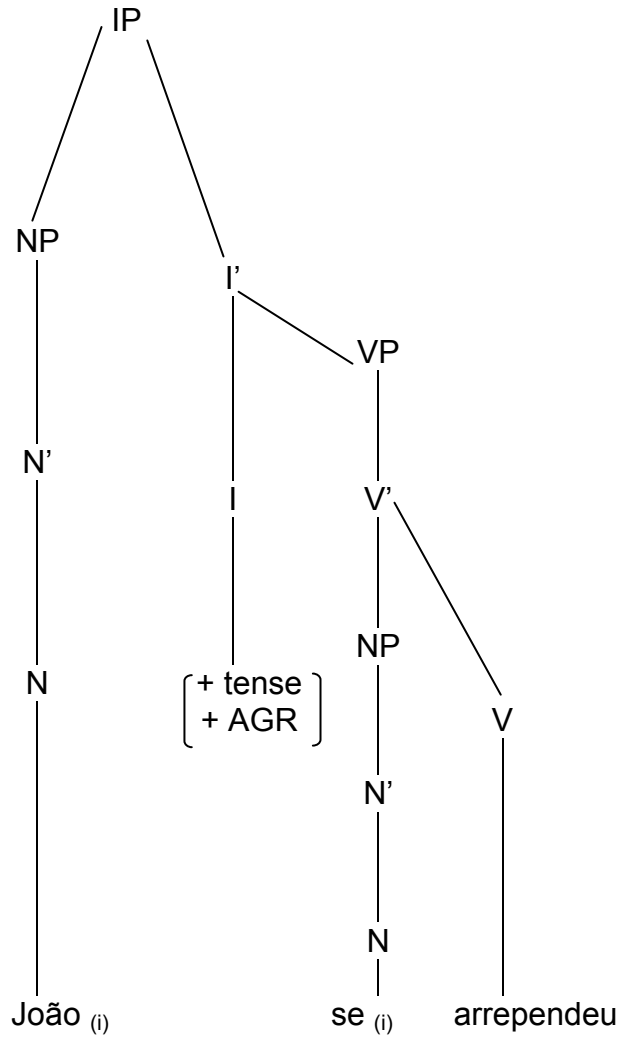 IP
NP
I’
VP
N’
I
V’
NP
N
+ tense
+ AGR
V
N’
N
João (i) se (i) arrependeu